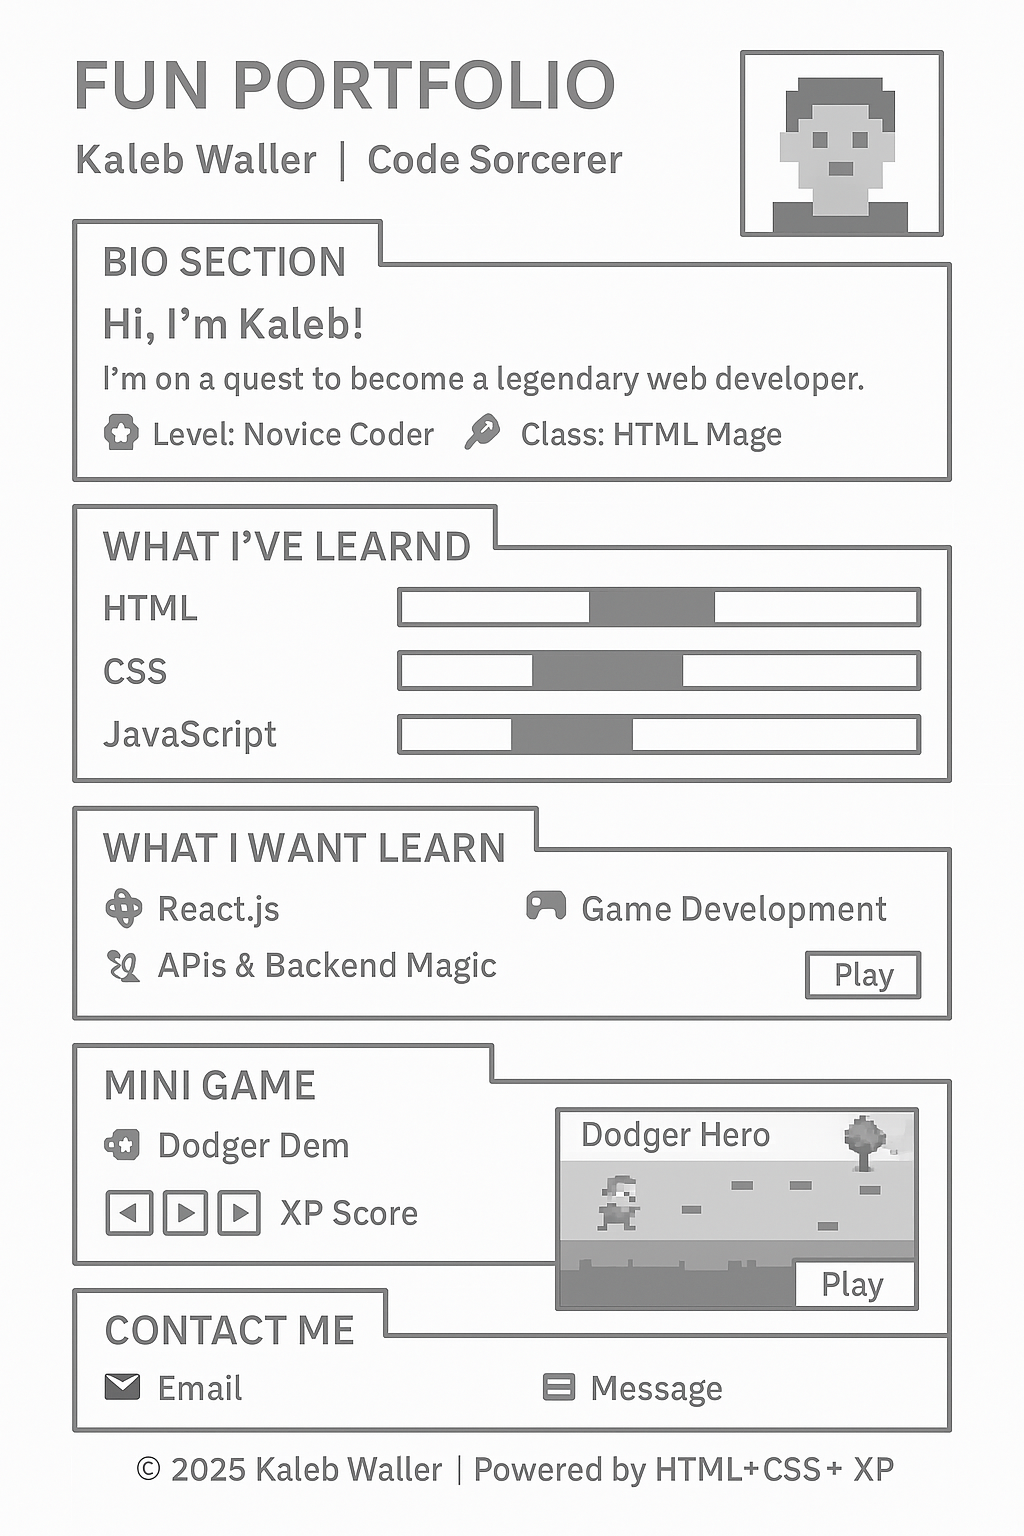 FUN PORTFOLIO
Kaleb Waller | Code Sorcerer
BIO SECTION
Hi, I’m Kaleb!
I’m on a quest to become a legendary web developer.
Level: Novice Coder
Class: HTML Mage
WHAT I’VE LEARND
HTML
CSS
JavaScript
WHAT I WANT LEARN
React.js
Game Development
APis & Backend Magic
Play
MINI GAME
Dodger Dem
XP Score
Dodger Hero
Play
CONTACT ME
Email
Message
© 2025 Kaleb Waller | Powered by HTML+CSS+ XP